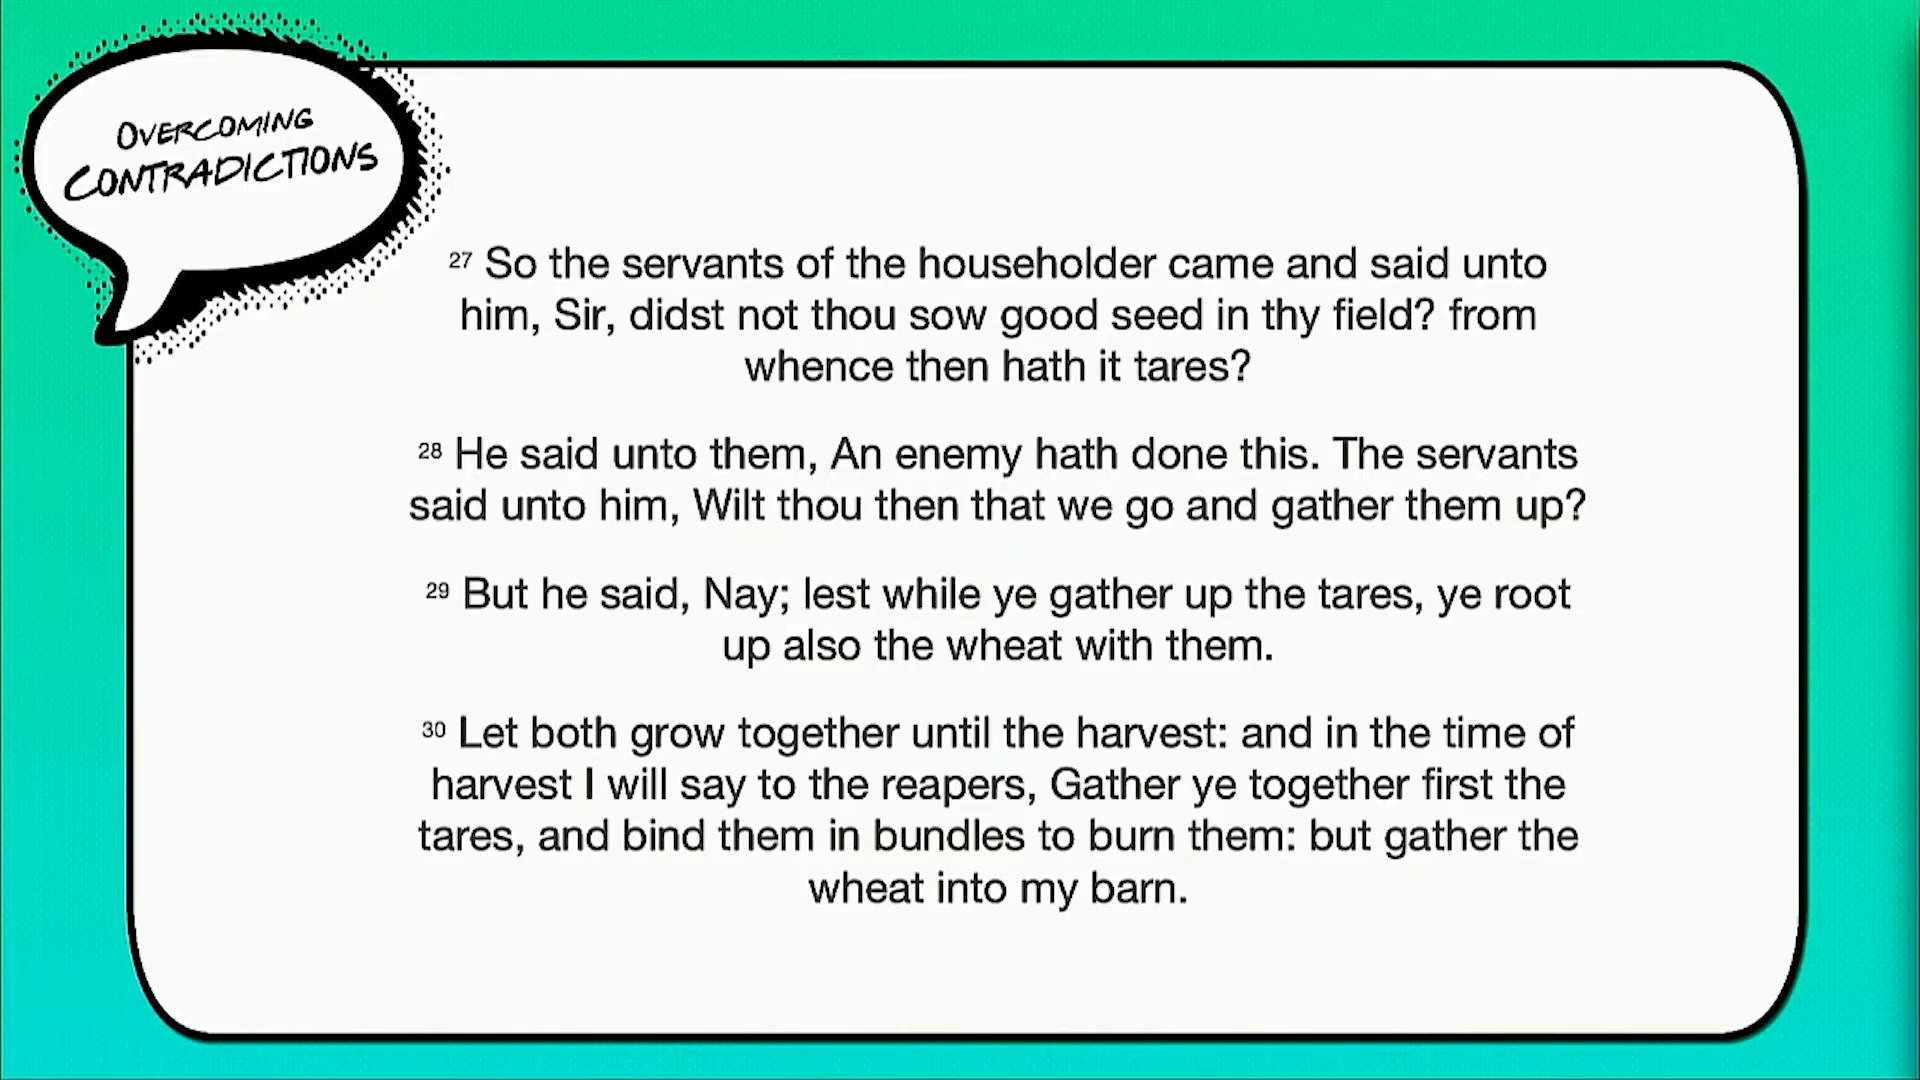 OVERCOMING
CONTRADICTIONS
27 So the servants of the householder came and said unto
him, Sir, didst not thou sow good seed in thy field? from
whence then hath it tares?
28 He said unto them, An enemy hath done this. The servants
said unto him, Wilt thou then that we go and gather them up?
29 But he said, Nay; lest while ye gather up the tares, ye root
up also the wheat with them.
30 Let both grow together until the harvest: and in the time of
harvest I will say to the reapers, Gather ye together first the
tares, and bind them in bundles to burn them: but gather the
wheat into my barn.